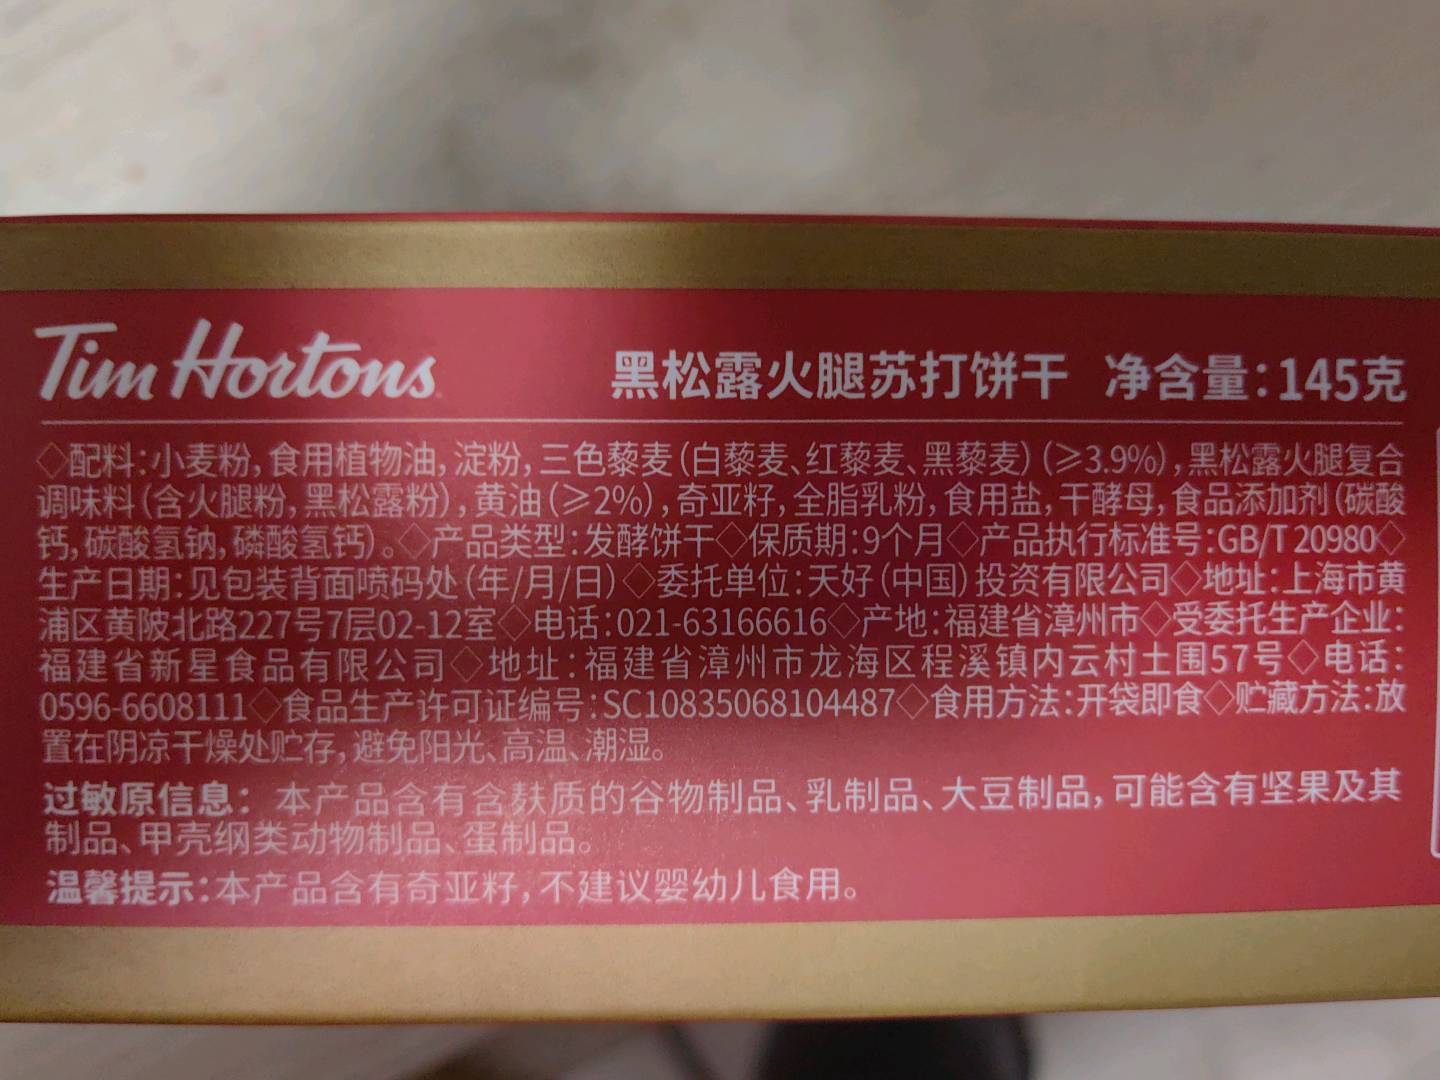 Tim Hortons 黑松露火腿苏打饼干 净含量:145克
◇配料:小麦粉,食用植物油,淀粉,三色藜麦(白藜麦、红藜麦、黑藜麦)(≥3.9%),黑松露火腿复合
调味料(含火腿粉,黑松露粉),黄油(≥2%),奇亚籽,全脂乳粉,食用盐,干酵母,食品添加剂(碳酸
钙,碳酸氢钠,磷酸氢钙)。◇产品类型:发酵饼干◇保质期:9个月◇产品执行标准号:GB/T 20980◇
生产日期:见包装背面喷码处(年/月/日)◇委托单位:天好(中国)投资有限公司◇地址:上海市黄
浦区黄陂北路227号7层02-12室◇电话:021-63166616◇产地:福建省漳州市◇受委托生产企业:
福建省新星食品有限公司◇地址:福建省漳州市龙海区程溪镇内云村土围57号◇电话:
0596-6608111◇食品生产许可证编号:SC10835068104487◇食用方法:开袋即食◇贮藏方法:放
置在阴凉干燥处贮存,避免阳光、高温、潮湿。
过敏原信息:本产品含有含麸质的谷物制品、乳制品、大豆制品,可能含有坚果及其
制品、甲壳纲类动物制品、蛋制品。
温馨提示:本产品含有奇亚籽,不建议婴幼儿食用。